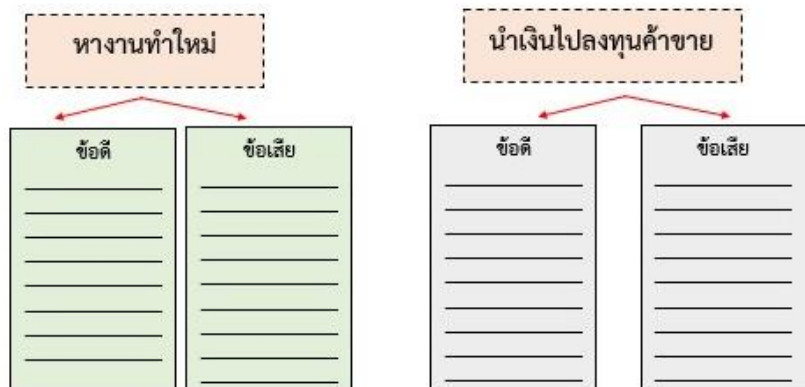 หางานทำใหม่
นำเงินไปลงทุนค้าขาย
ข้อดี
ข้อเสีย
ข้อดี
ข้อเสีย